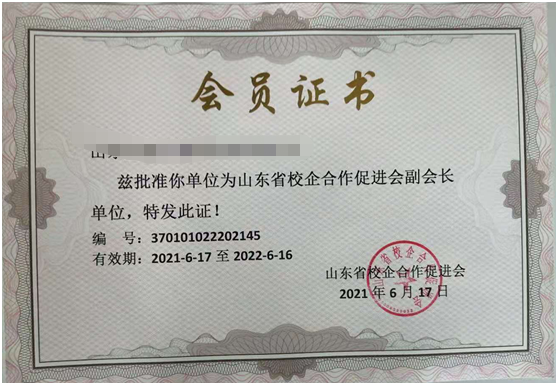 会员证书
山东
兹批准你单位为山东省校企合作促进会副会长
单位，特发此证！
编 号：370101022202145
有效期：2021-6-17 至 2022-6-16
山东省校企合作促进会
2021 年 6 月 17 日